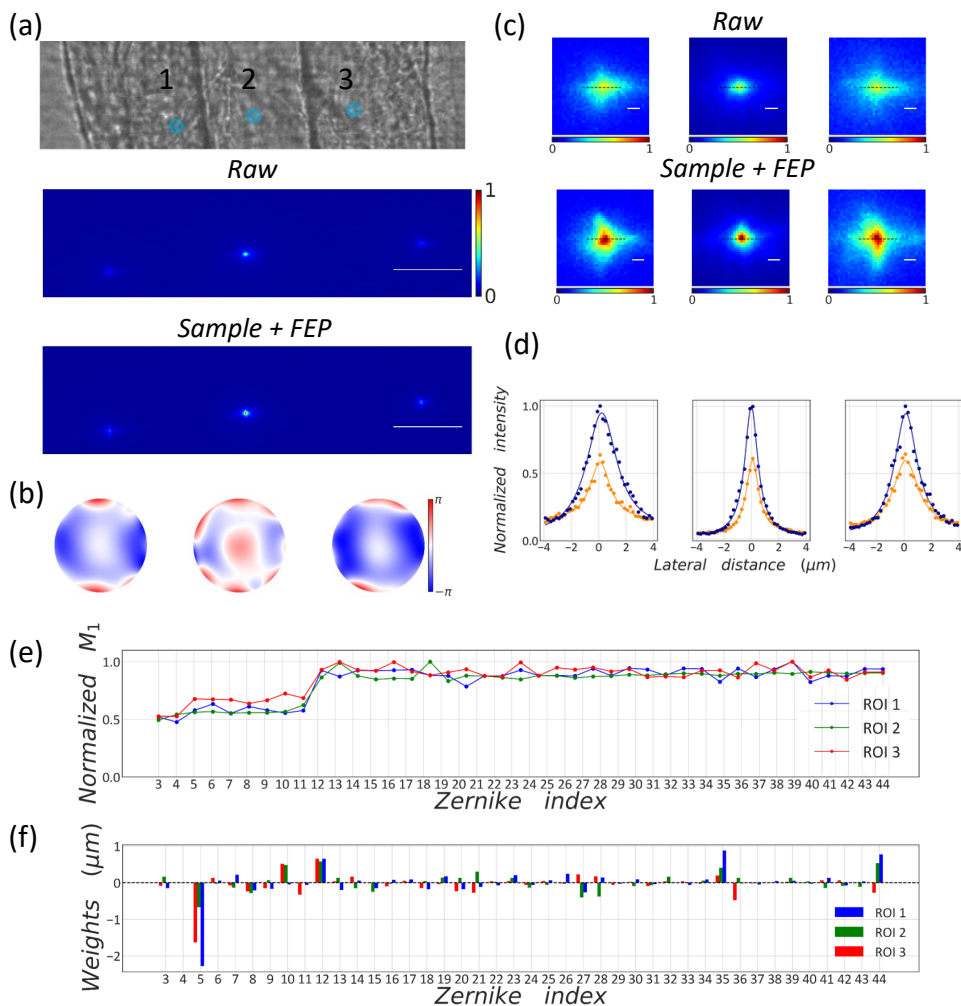 (a)
1 2 3
Raw
1
0
Sample + FEP
(b)
π
−π
(c)
Raw
0 1 0 1 0 1
Sample + FEP
0 1 0 1 0 1
(d)
Normalized intensity
1.0
0.5
0.0
−4 −2 0 2 4 −4 −2 0 2 4 −4 −2 0 2 4
Lateral distance (μm)
(e)
Normalized M₁
1.0
0.5
0.0
ROI 1
ROI 2
ROI 3
3 4 5 6 7 8 9 10 11 12 13 14 15 16 17 18 19 20 21 22 23 24 25 26 27 28 29 30 31 31 33 34 35 36 37 38 39 40 41 42 43 44
Zernike index
(f)
Weights (μm)
1
0
−1
−2
ROI 1
ROI 2
ROI 3
3 4 5 6 7 8 9 10 11 12 13 14 15 16 17 18 19 20 21 22 23 24 25 26 27 28 29 30 31 32 33 34 35 36 37 38 39 40 41 42 43 44
Zernike index